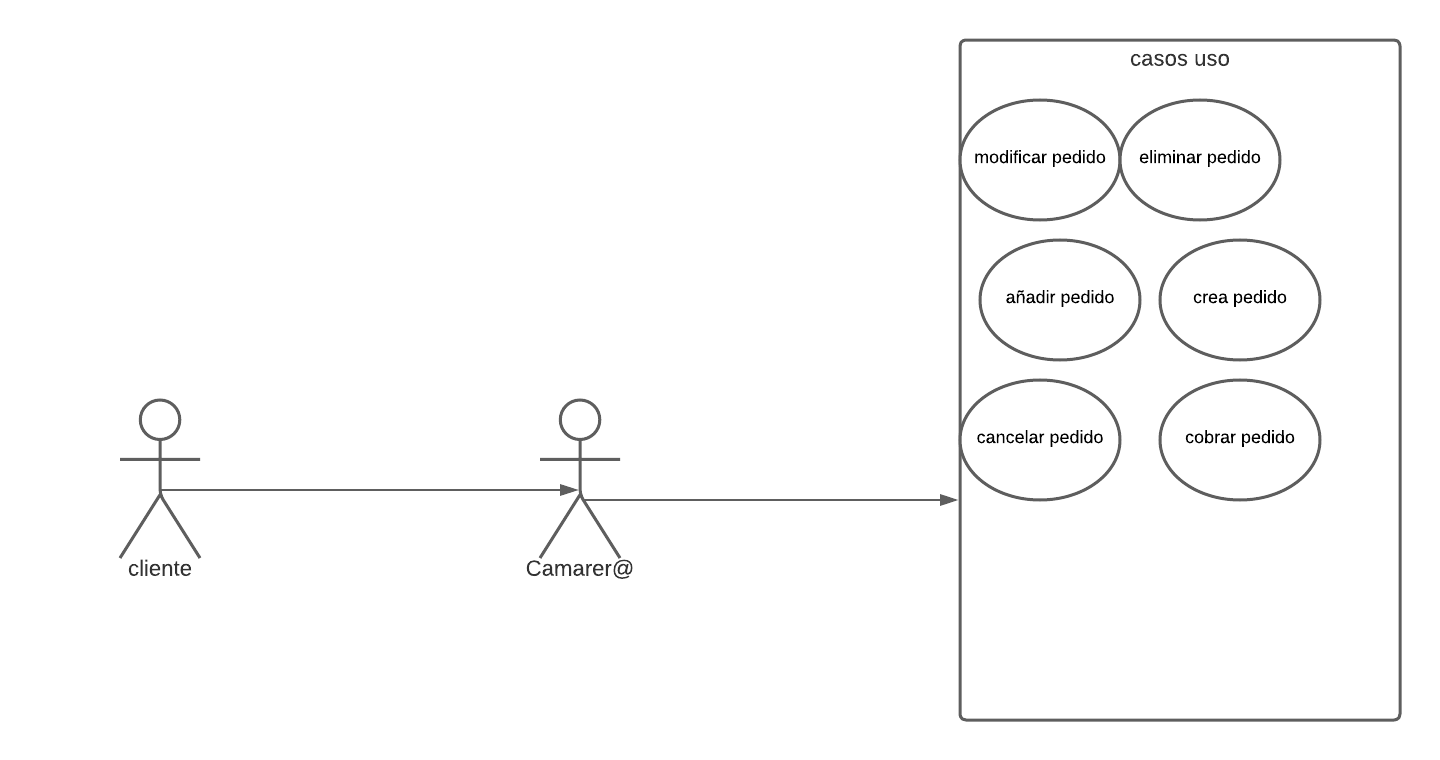 casos uso
modificar pedido
eliminar pedido
añadir pedido
crea pedido
cancelar pedido
cobrar pedido
cliente
Camarer@